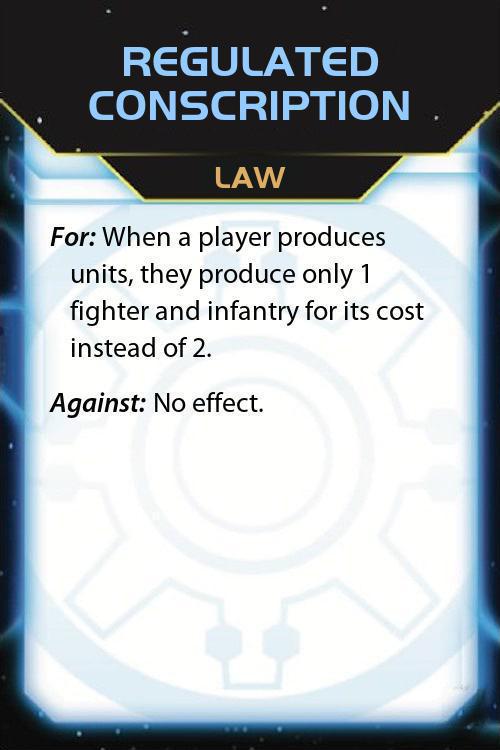 REGULATED
CONSCRIPTION
LAW
For: When a player produces
units, they produce only 1
fighter and infantry for its cost
instead of 2.
Against: No effect.